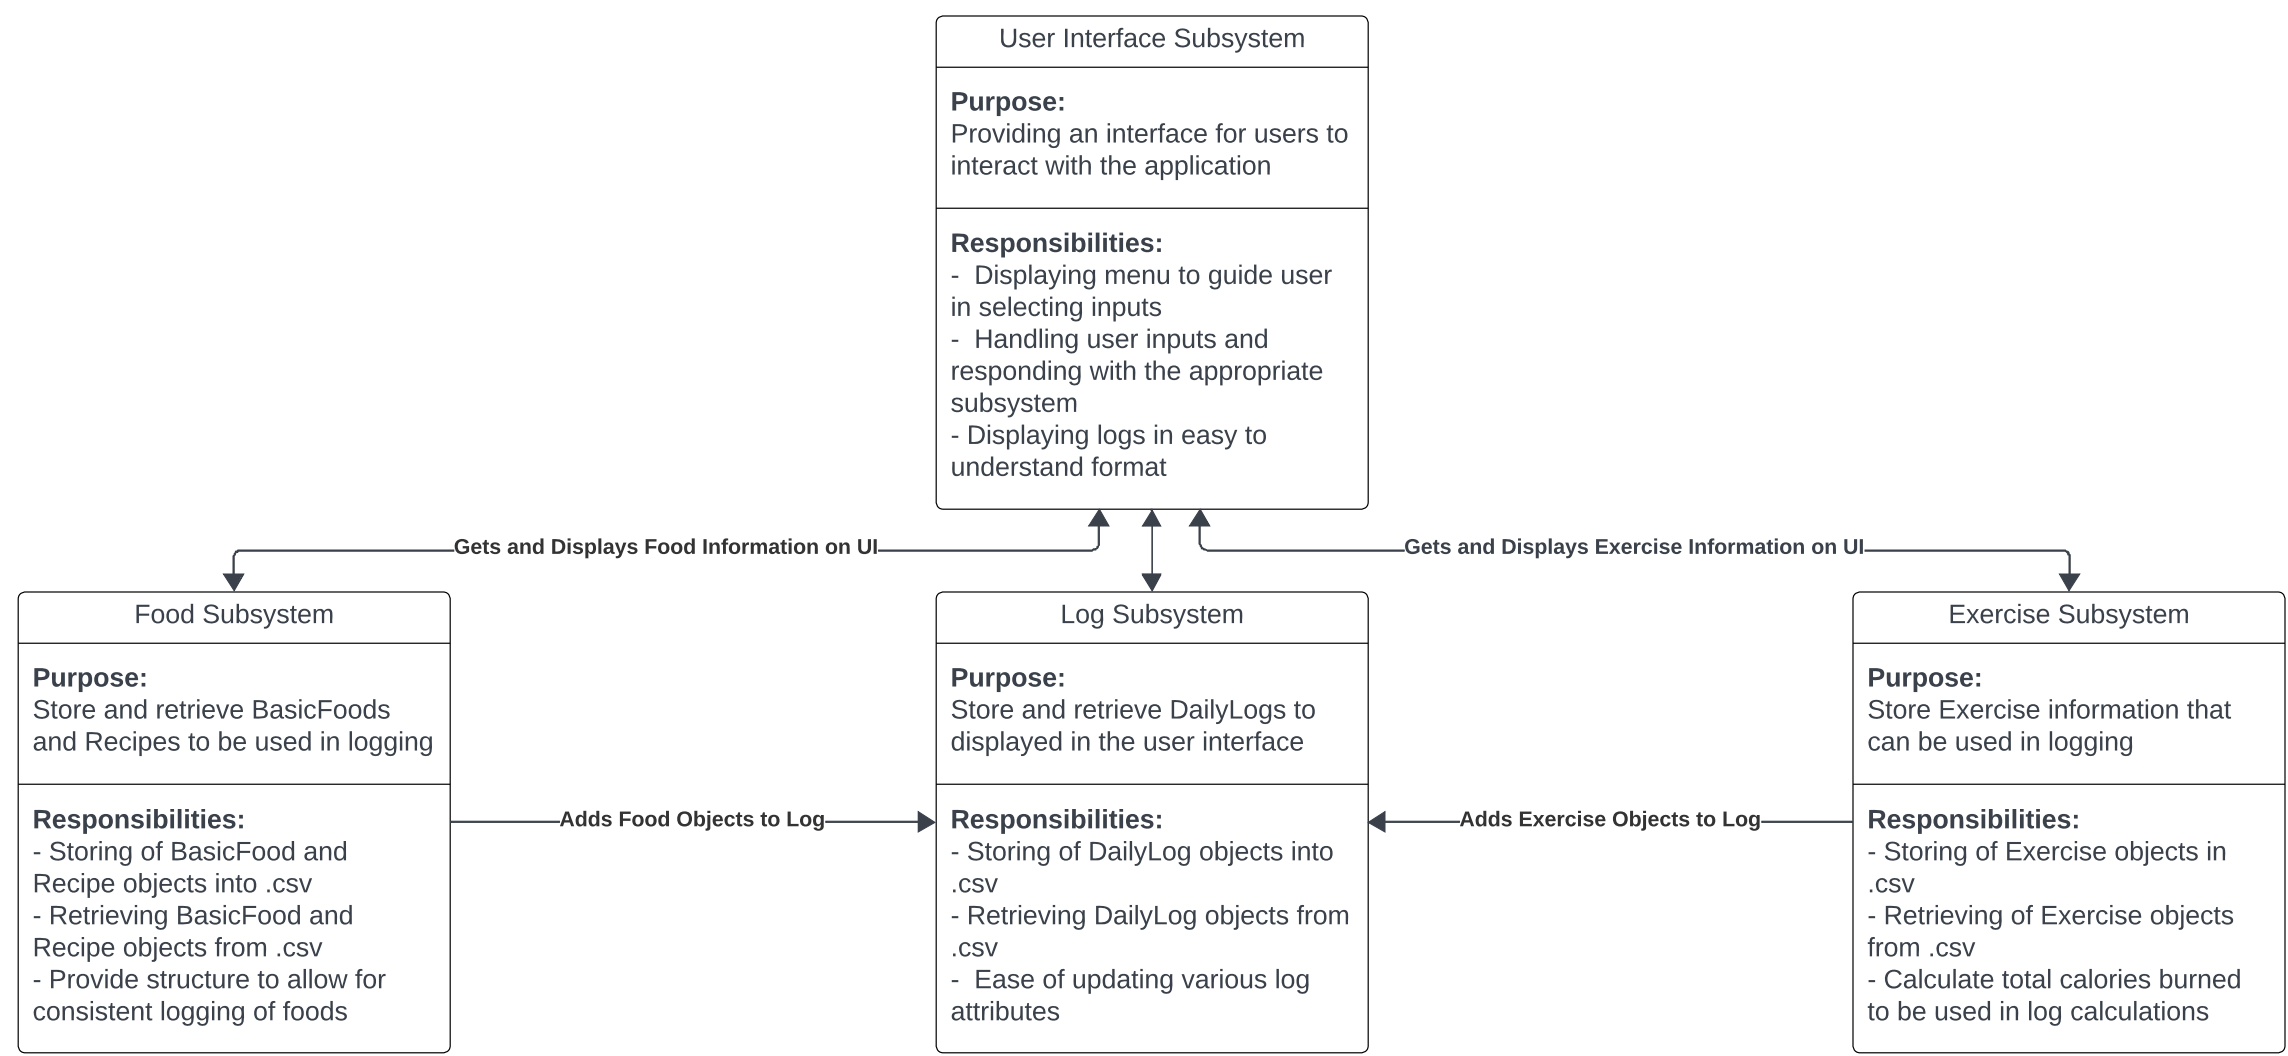 User Interface Subsystem
Purpose:
Providing an interface for users to
interact with the application
Responsibilities:
-  Displaying menu to guide user
in selecting inputs
-  Handling user inputs and
responding with the appropriate
subsystem
- Displaying logs in easy to
understand format
Gets and Displays Food Information on UI
Gets and Displays Exercise Information on UI
Food Subsystem
Purpose:
Store and retrieve BasicFoods
and Recipes to be used in logging
Responsibilities:
- Storing of BasicFood and
Recipe objects into .csv
- Retrieving BasicFood and
Recipe objects from .csv
- Provide structure to allow for
consistent logging of foods
Adds Food Objects to Log
Log Subsystem
Purpose:
Store and retrieve DailyLogs to
displayed in the user interface
Responsibilities:
- Storing of DailyLog objects into
.csv
- Retrieving DailyLog objects from
.csv
-  Ease of updating various log
attributes
Adds Exercise Objects to Log
Exercise Subsystem
Purpose:
Store Exercise information that
can be used in logging
Responsibilities:
- Storing of Exercise objects in
.csv
- Retrieving of Exercise objects
from .csv
- Calculate total calories burned
to be used in log calculations